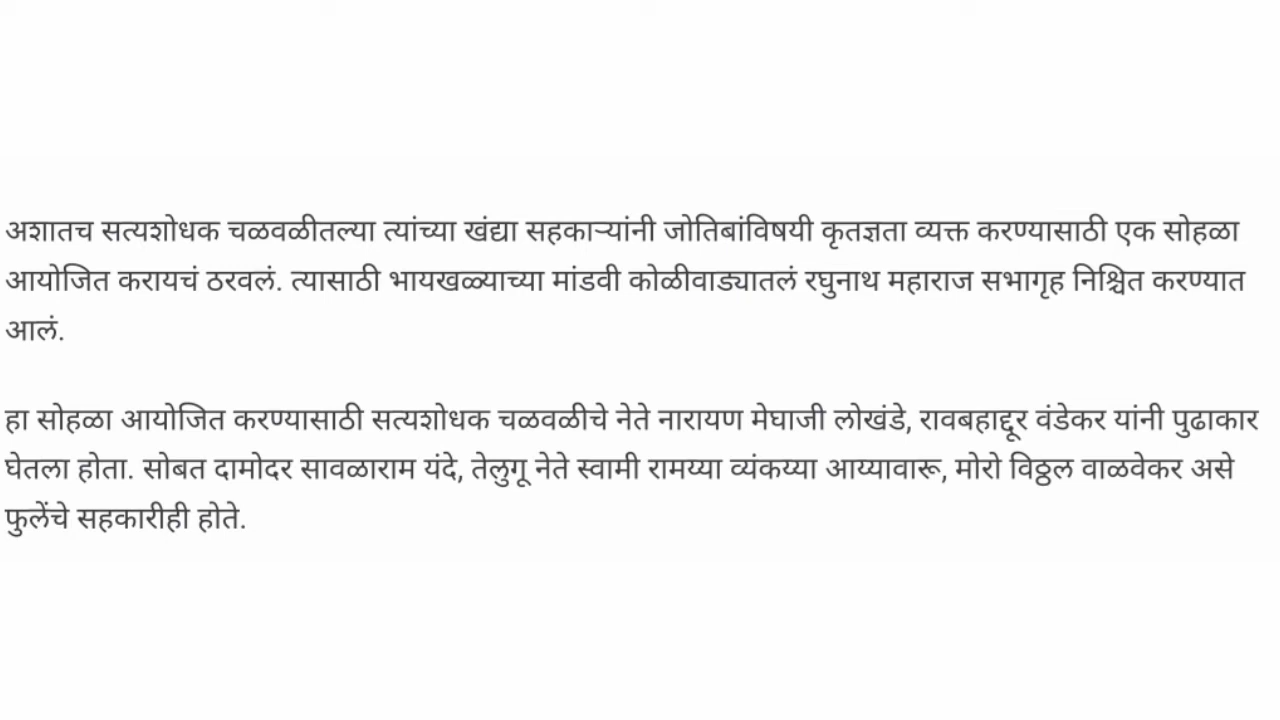 अशातच सत्यशोधक चळवळीतल्या त्यांच्या खंद्या सहकाऱ्यांनी जोतिबांविषयी कृतज्ञता व्यक्त करण्यासाठी एक सोहळा
आयोजित करायचं ठरवलं. त्यासाठी भायखळ्याच्या मांडवी कोळीवाड्यातलं रघुनाथ महाराज सभागृह निश्चित करण्यात
आलं.
हा सोहळा आयोजित करण्यासाठी सत्यशोधक चळवळीचे नेते नारायण मेघाजी लोखंडे, रावबहाद्दूर वंडेकर यांनी पुढाकार
घेतला होता. सोबत दामोदर सावळाराम यंदे, तेलुगू नेते स्वामी रामय्या व्यंकय्या आय्यावारू, मोरो विठ्ठल वाळवेकर असे
फुलेंचे सहकारीही होते.